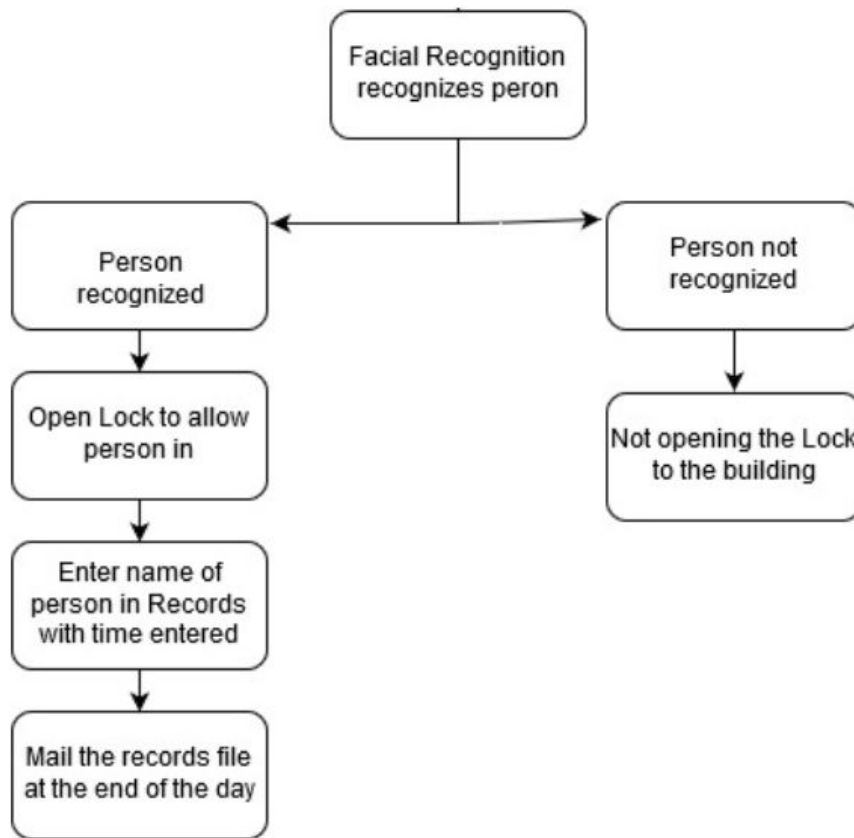 Facial Recognition
recognizes peron
Person
recognized
Person not
recognized
Open Lock to allow
person in
Not opening the Lock
to the building
Enter name of
person in Records
with time entered
Mail the records file
at the end of the day